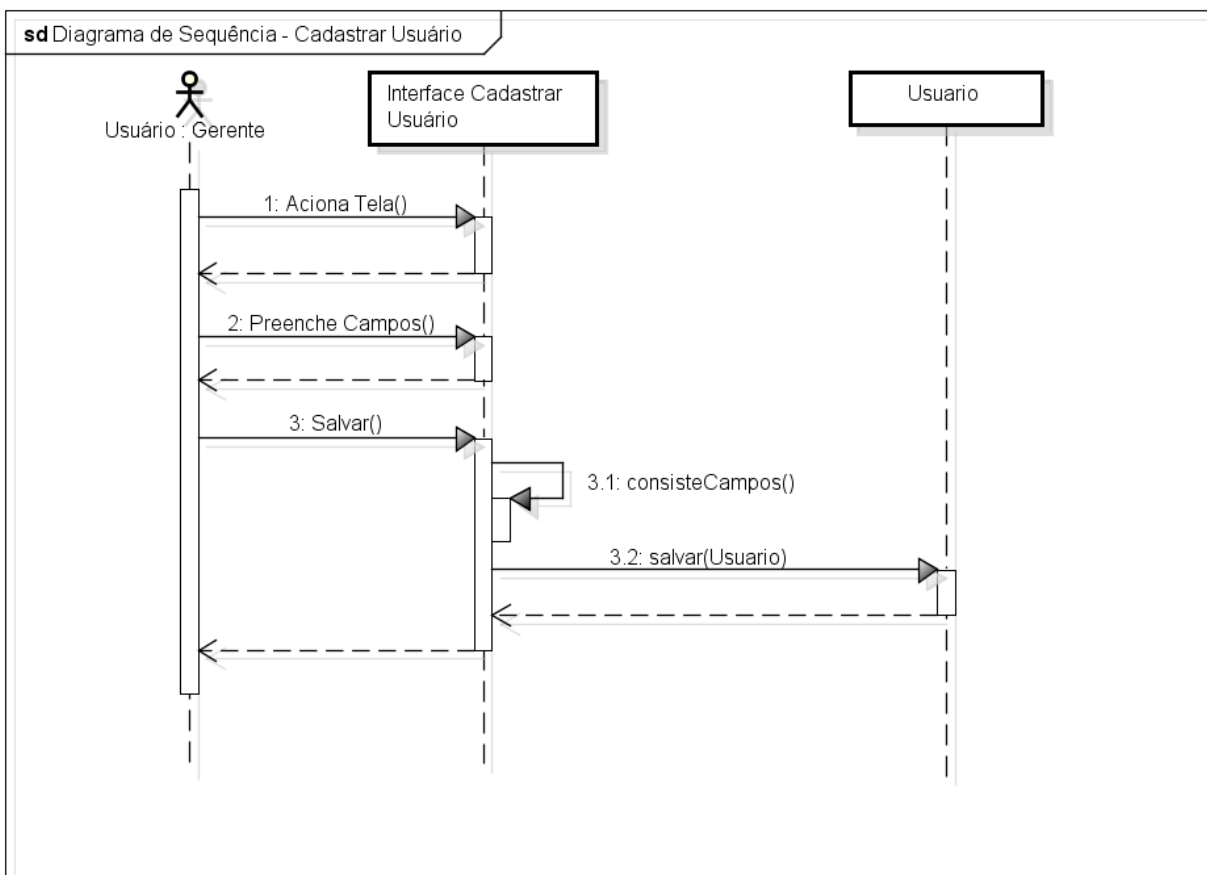 sd Diagrama de Sequência - Cadastrar Usuário
Usuário : Gerente
Interface Cadastrar
Usuário
Usuario
1: Aciona Tela()
2: Preenche Campos()
3: Salvar()
3.1: consisteCampos()
3.2: salvar(Usuario)